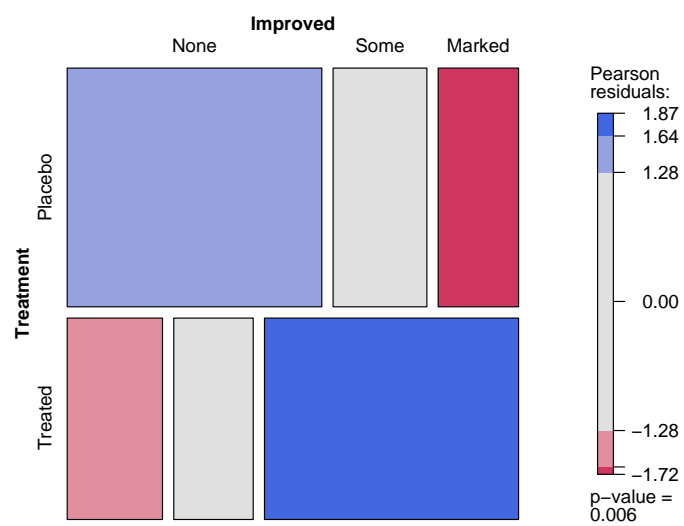 Improved
None Some Marked
Treatment
Placebo
Treated
Pearson
residuals:
1.87
1.64
1.28
0.00
−1.28
−1.72
p−value =
0.006